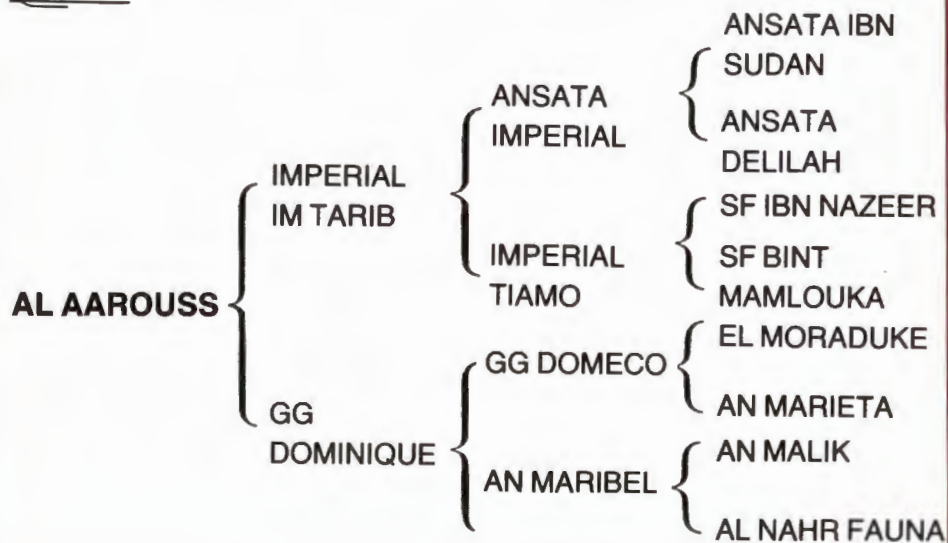 ANSATA IBN
SUDAN
ANSATA
IMPERIAL
ANSATA
DELILAH
IMPERIAL
IM TARIB
SF IBN NAZEER
IMPERIAL
TIAMO
SF BINT
MAMLOUKA
AL AAROUSS
GG DOMECO
EL MORADUKE
AN MARIETA
GG
DOMINIQUE
AN MARIBEL
AN MALIK
AL NAHR FAUNA